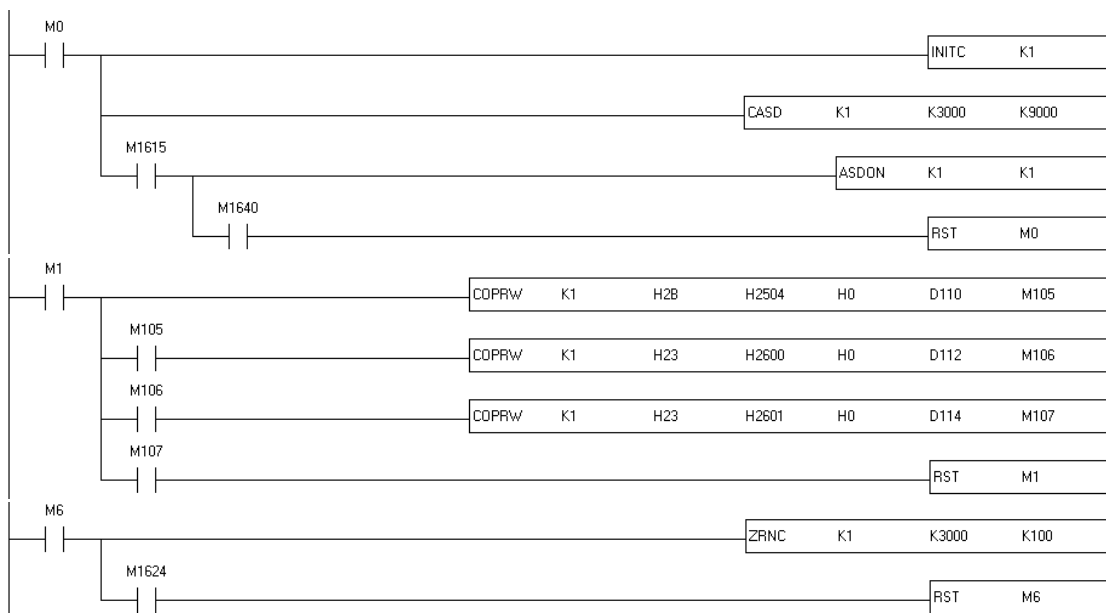 M0
INITC K1
CASD K1 K3000 K9000
M1615
ASDON K1 K1
M1640
RST M0
M1
COPRW K1 H2B H2504 H0 D110 M105
M105
COPRW K1 H23 H2600 H0 D112 M106
M106
COPRW K1 H23 H2601 H0 D114 M107
M107
RST M1
M6
ZRNC K1 K3000 K100
M1624
RST M6